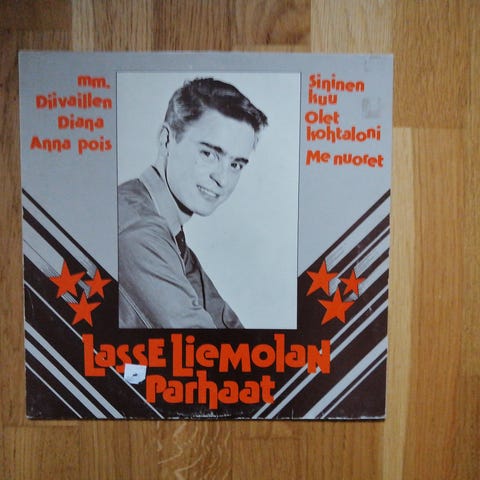 mm.
Diivaillen
Diana
Anna pois
Sininen
kuu
Olet
kohtaloni
Me nuoret
Lasse Liemolan
Parhaat